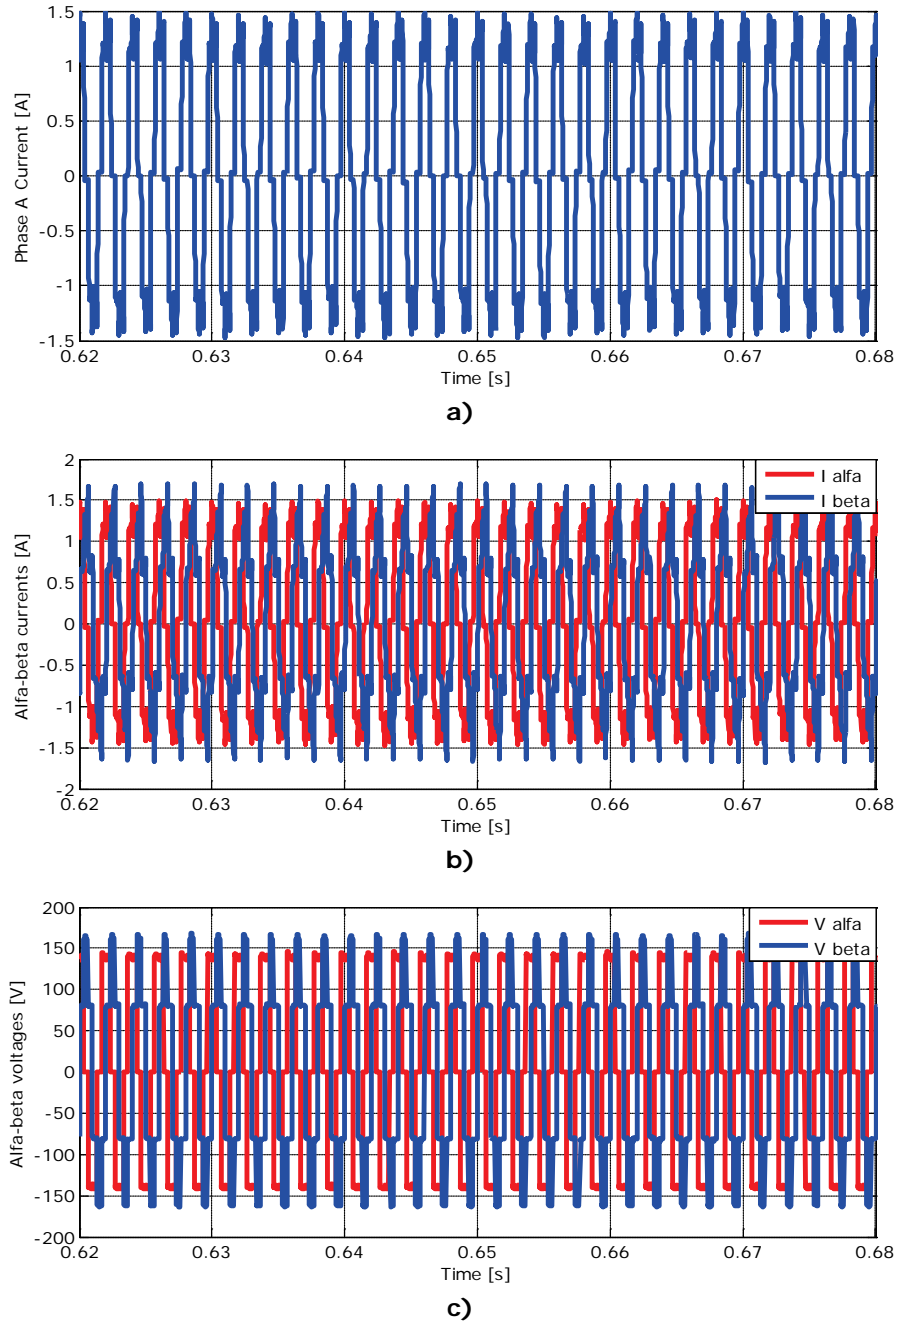 1.5
1
0.5
0
-0.5
-1
-1.5
Phase A Current [A]
0.62 0.63 0.64 0.65 0.66 0.67 0.68
Time [s]
a)
2
1.5
1
0.5
0
-0.5
-1
-1.5
-2
Alfa-beta currents [A]
I alfa
I beta
0.62 0.63 0.64 0.65 0.66 0.67 0.68
Time [s]
b)
200
150
100
50
0
-50
-100
-150
-200
Alfa-beta voltages [V]
V alfa
V beta
0.62 0.63 0.64 0.65 0.66 0.67 0.68
Time [s]
c)